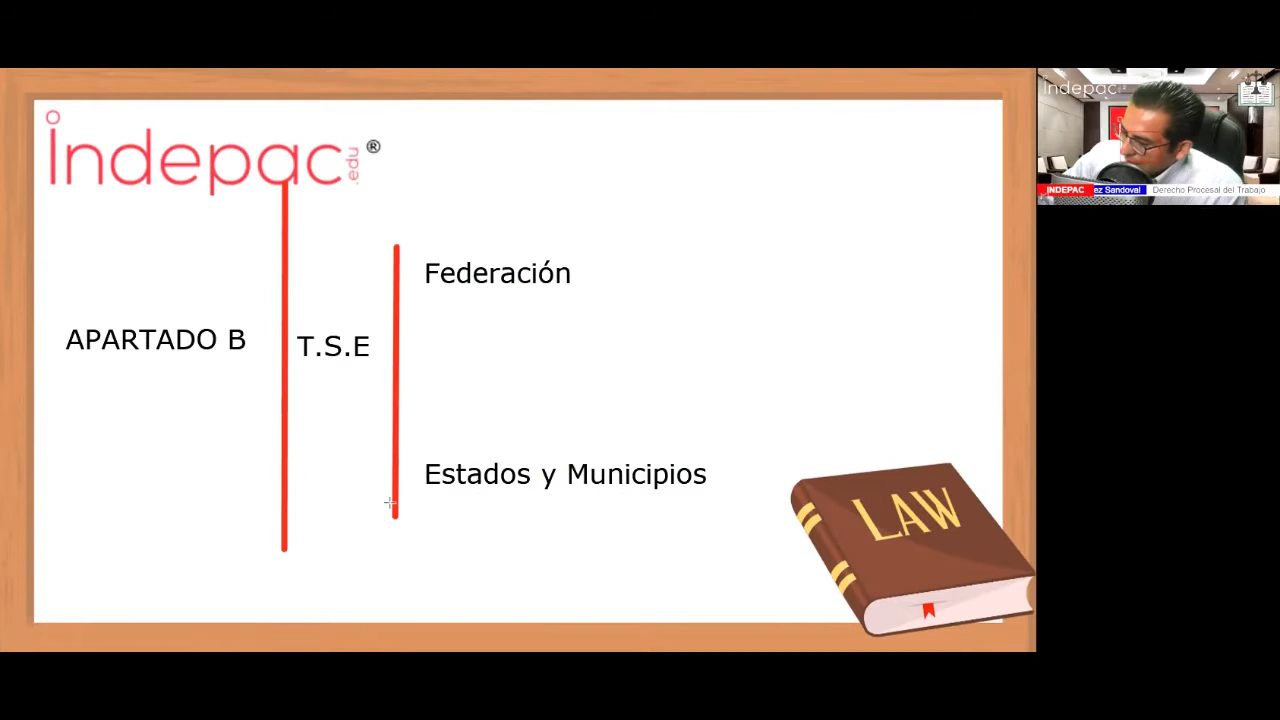 indepac
.edu
®
Federación
APARTADO B
T.S.E
Estados y Municipios
LAW
indepac
INDEPAC
ez Sandoval
Derecho Procesal del Trabajo